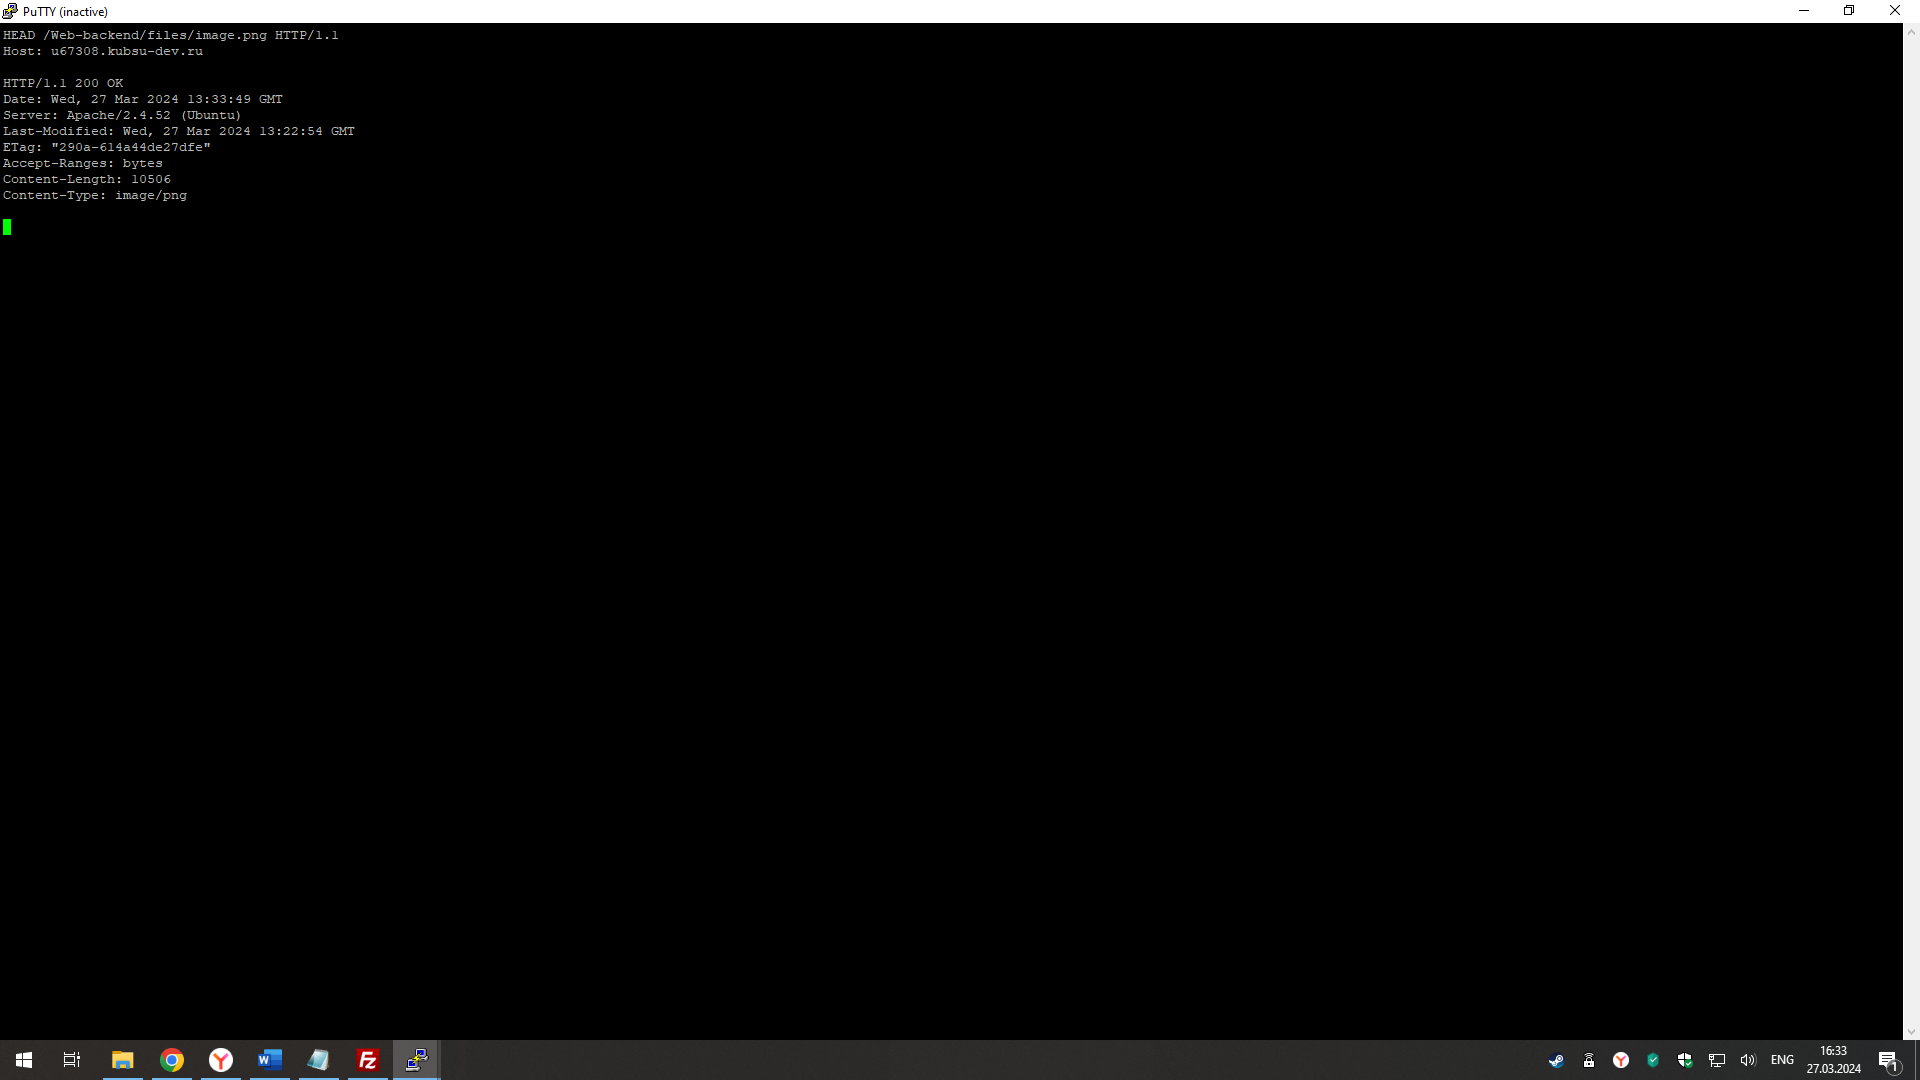 PuTTY (inactive)
HEAD /Web-backend/files/image.png HTTP/1.1
Host: u67308.kubsu-dev.ru
HTTP/1.1 200 OK
Date: Wed, 27 Mar 2024 13:33:49 GMT
Server: Apache/2.4.52 (Ubuntu)
Last-Modified: Wed, 27 Mar 2024 13:22:54 GMT
ETag: "290a-614a44de27dfe"
Accept-Ranges: bytes
Content-Length: 10506
Content-Type: image/png
ENG
16:33
27.03.2024
1